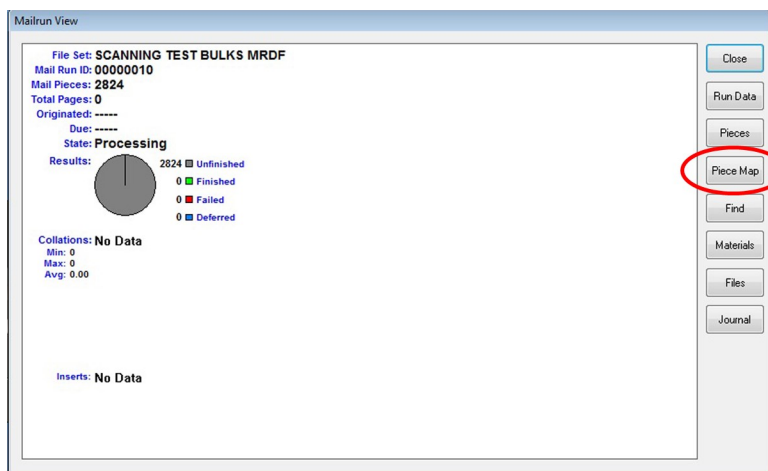 Mailrun View
File Set: SCANNING TEST BULKS MRDF
Mail Run ID: 00000010
Mail Pieces: 2824
Total Pages: 0
Originated: -----
Due: -----
State: Processing
Results:
2824 Unfinished
0 Finished
0 Failed
0 Deferred
Collations: No Data
Min: 0
Max: 0
Avg: 0.00
Inserts: No Data
Close
Run Data
Pieces
Piece Map
Find
Materials
Files
Journal